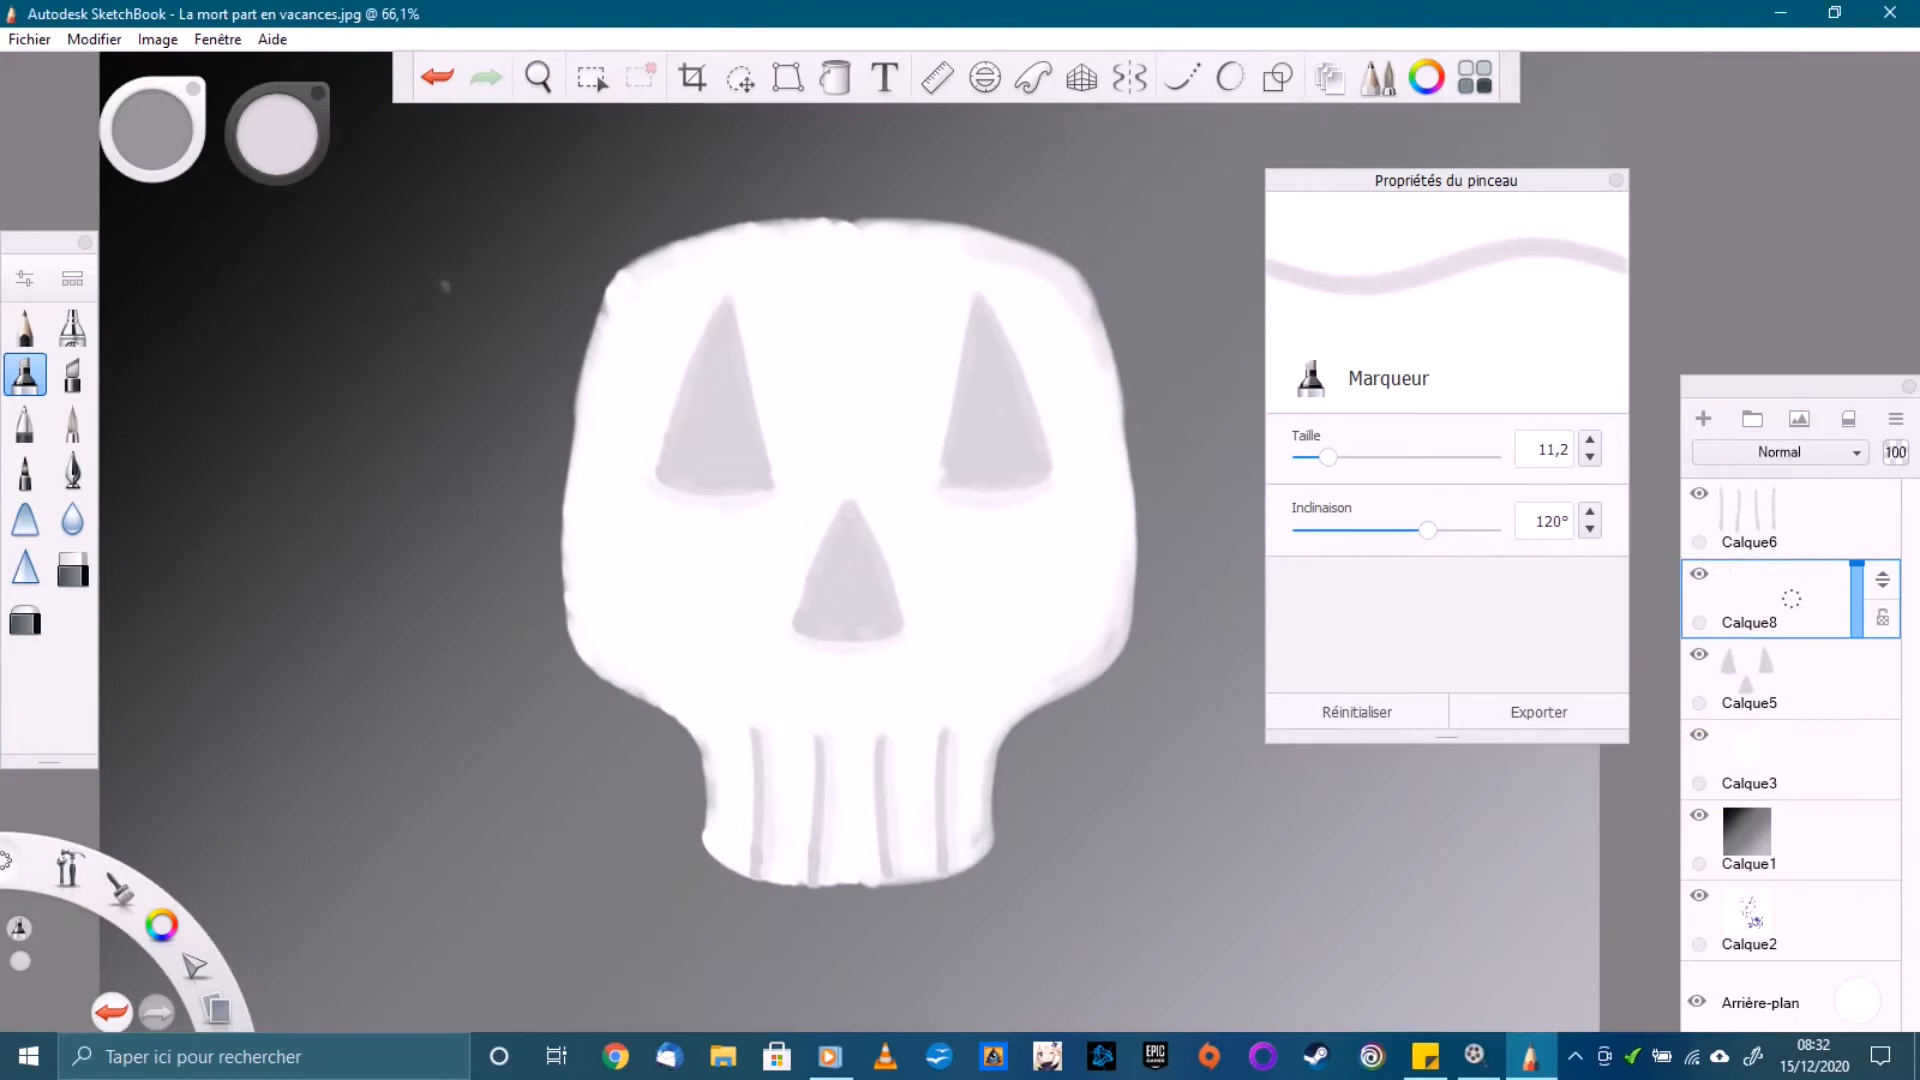 Autodesk SketchBook - La mort part en vacances.jpg @ 66,1%
Fichier Modifier Image Fenêtre Aide
T
Propriétés du pinceau
Marqueur
Taille
11,2
Inclinaison
120°
Réinitialiser Exporter
Normal 100
Calque6
Calque8
Calque5
Calque3
Calque1
Calque2
Arrière-plan
Taper ici pour rechercher
EPIC
GAMES
08:32
15/12/2020